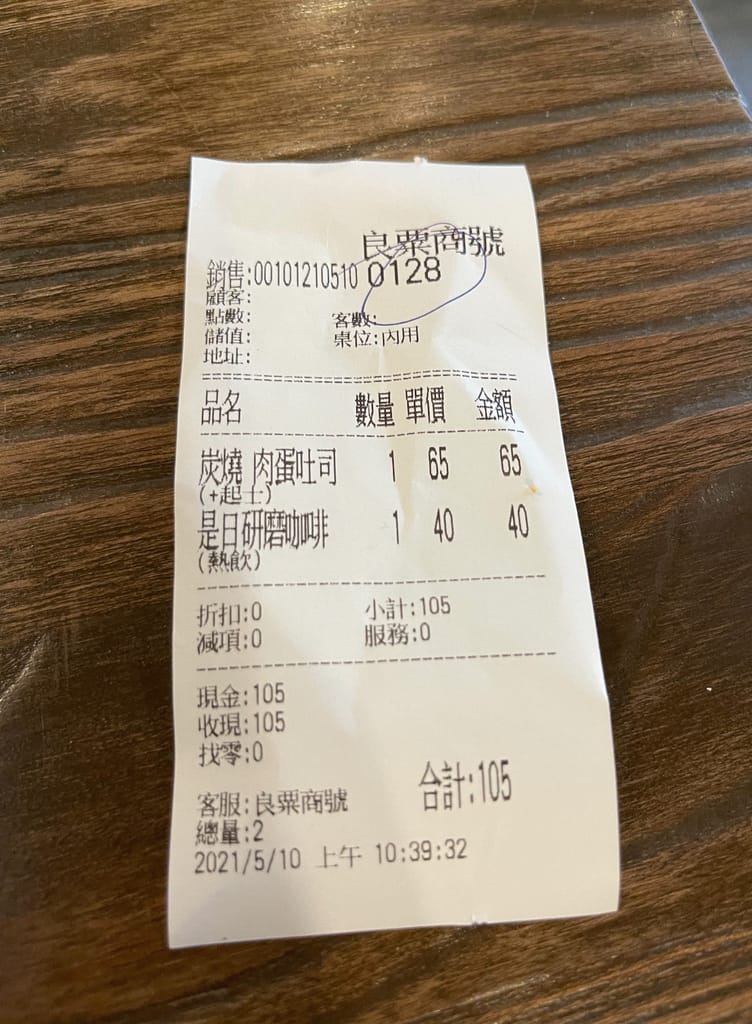 良粟商號
銷售:00101210510 0128
顧客:
點數: 客數:
儲值: 桌位:內用
地址:
品名 數量 單價 金額
炭燒 肉蛋吐司 1 65 65
(+起士)
是日研磨咖啡 1 40 40
(熱飲)
折扣:0 小計:105
減項:0 服務:0
現金:105
收現:105
找零:0
合計:105
客服:良粟商號
總量:2
2021/5/10 上午 10:39:32